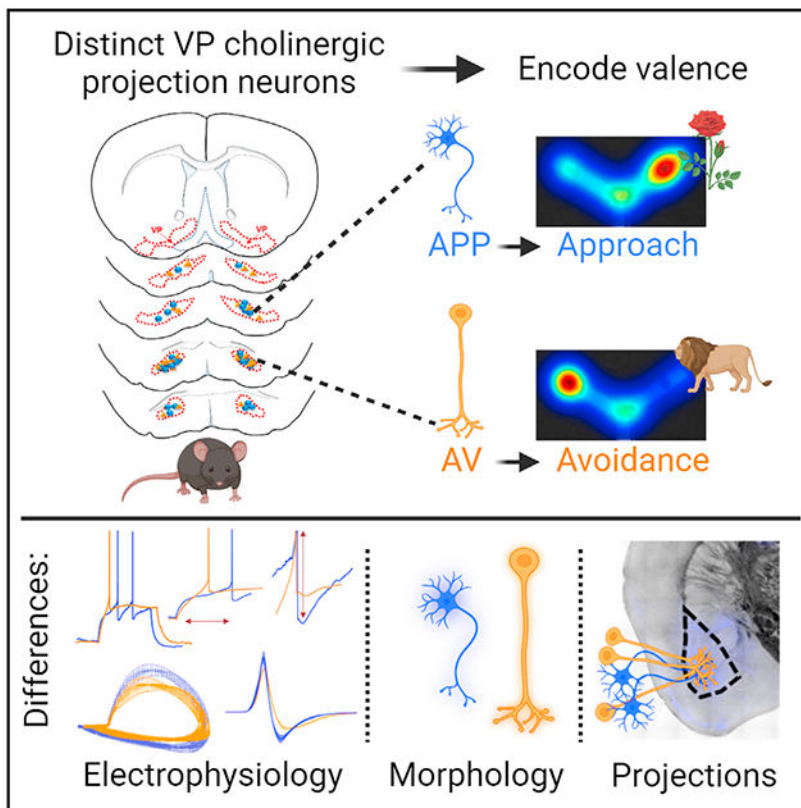 Distinct VP cholinergic
projection neurons
Encode valence
VP
VP
APP
Approach
AV
Avoidance
Differences:
Electrophysiology
Morphology
Projections